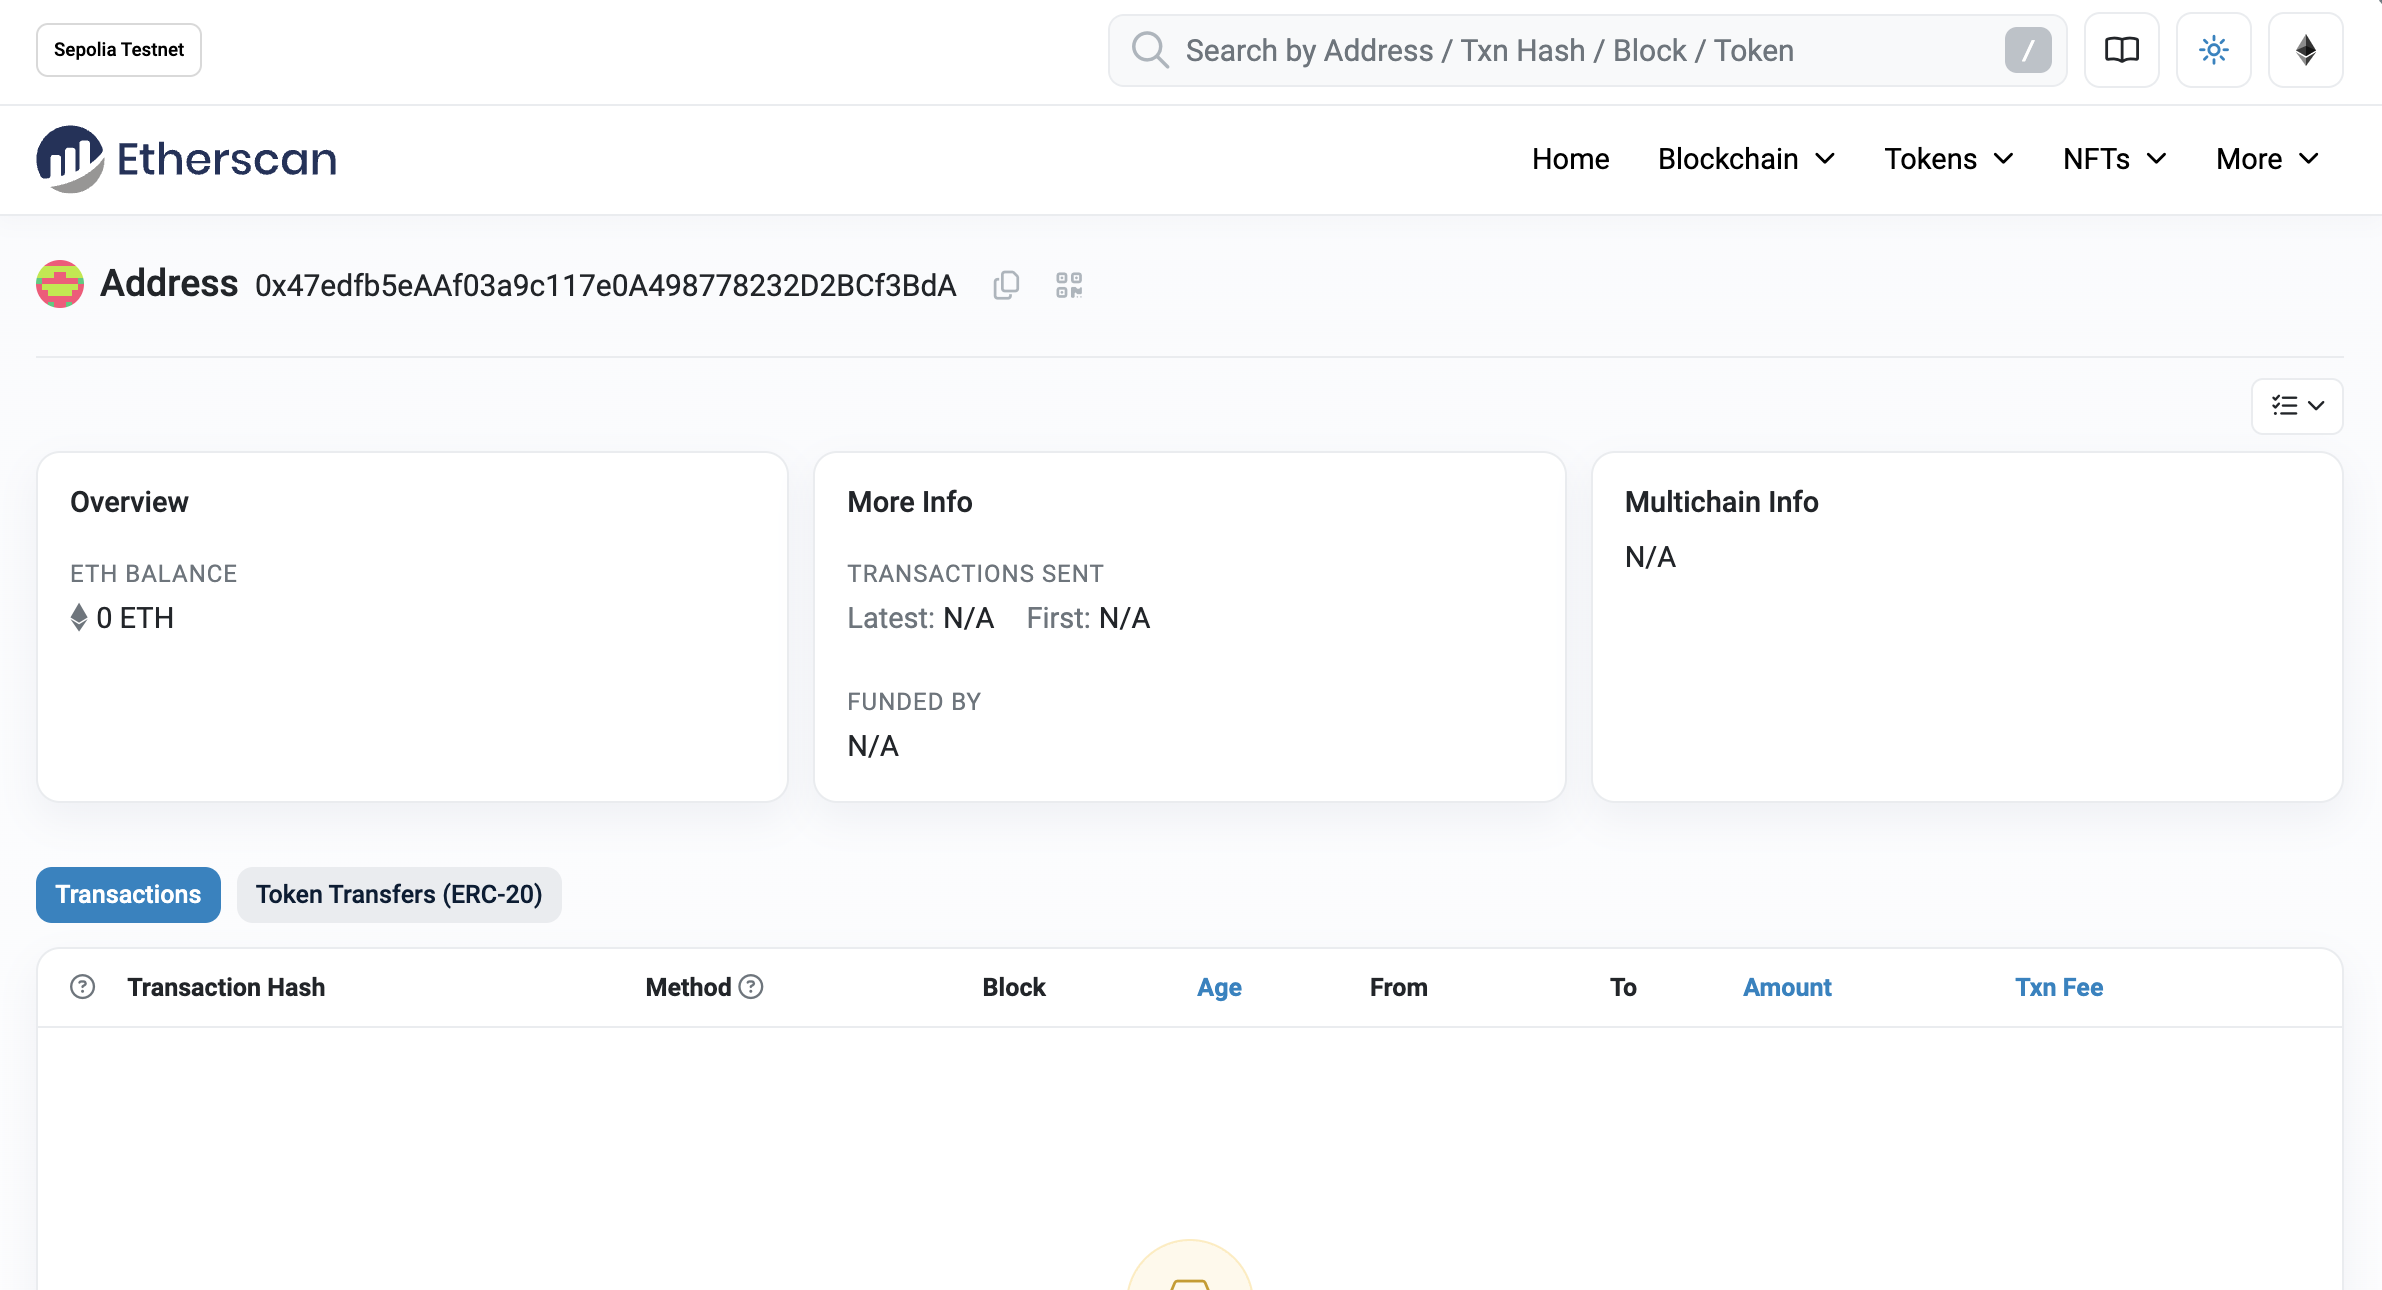 Sepolia Testnet
Search by Address / Txn Hash / Block / Token
/
Etherscan
Home
Blockchain
Tokens
NFTs
More
Address 0x47edfb5eAAf03a9c117e0A498778232D2BCf3BdA
Overview
ETH BALANCE
0 ETH
More Info
TRANSACTIONS SENT
Latest: N/A First: N/A
FUNDED BY
N/A
Multichain Info
N/A
Transactions
Token Transfers (ERC-20)
? Transaction Hash Method ? Block Age From To Amount Txn Fee